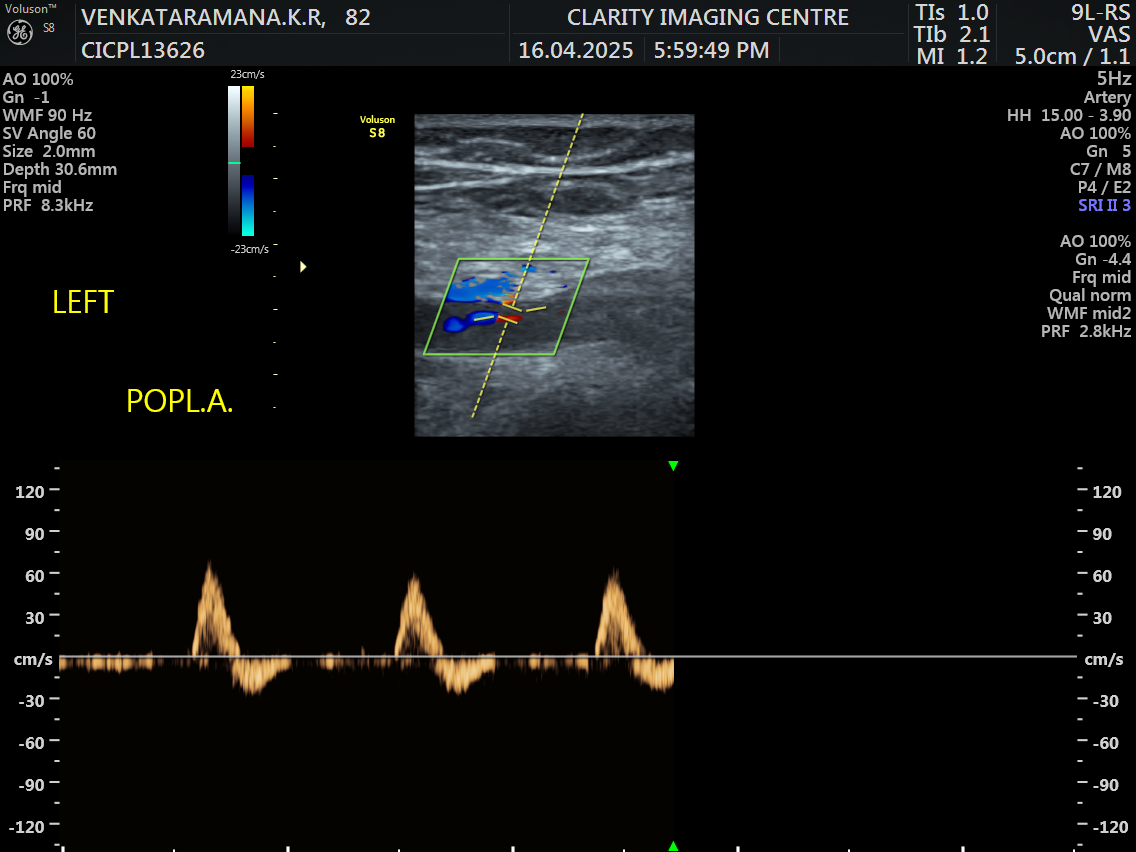 Voluson™
S8
VENKATARAMANA.K.R, 82
CICPL13626
CLARITY IMAGING CENTRE
16.04.2025 5:59:49 PM
TIs 1.0
TIb 2.1
MI 1.2
9L-RS
VAS
5.0cm / 1.1
AO 100%
Gn -1
WMF 90 Hz
SV Angle 60
Size 2.0mm
Depth 30.6mm
Frq mid
PRF 8.3kHz
23cm/s
-23cm/s
Voluson
S8
5Hz
Artery
HH 15.00 - 3.90
AO 100%
Gn 5
C7 / M8
P4 / E2
SRI II 3
AO 100%
Gn -4.4
Frq mid
Qual norm
WMF mid2
PRF 2.8kHz
LEFT
POPL.A.
120
90
60
30
cm/s
-30
-60
-90
-120
120
90
60
30
cm/s
-30
-60
-90
-120